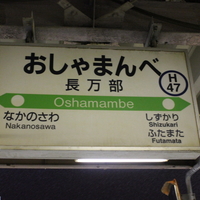 おしゃまんべ
H
47
長万部
Oshamambe
なかのさわ
Nakanosawa
しずかり
Shizukari
ふたまた
Futamata